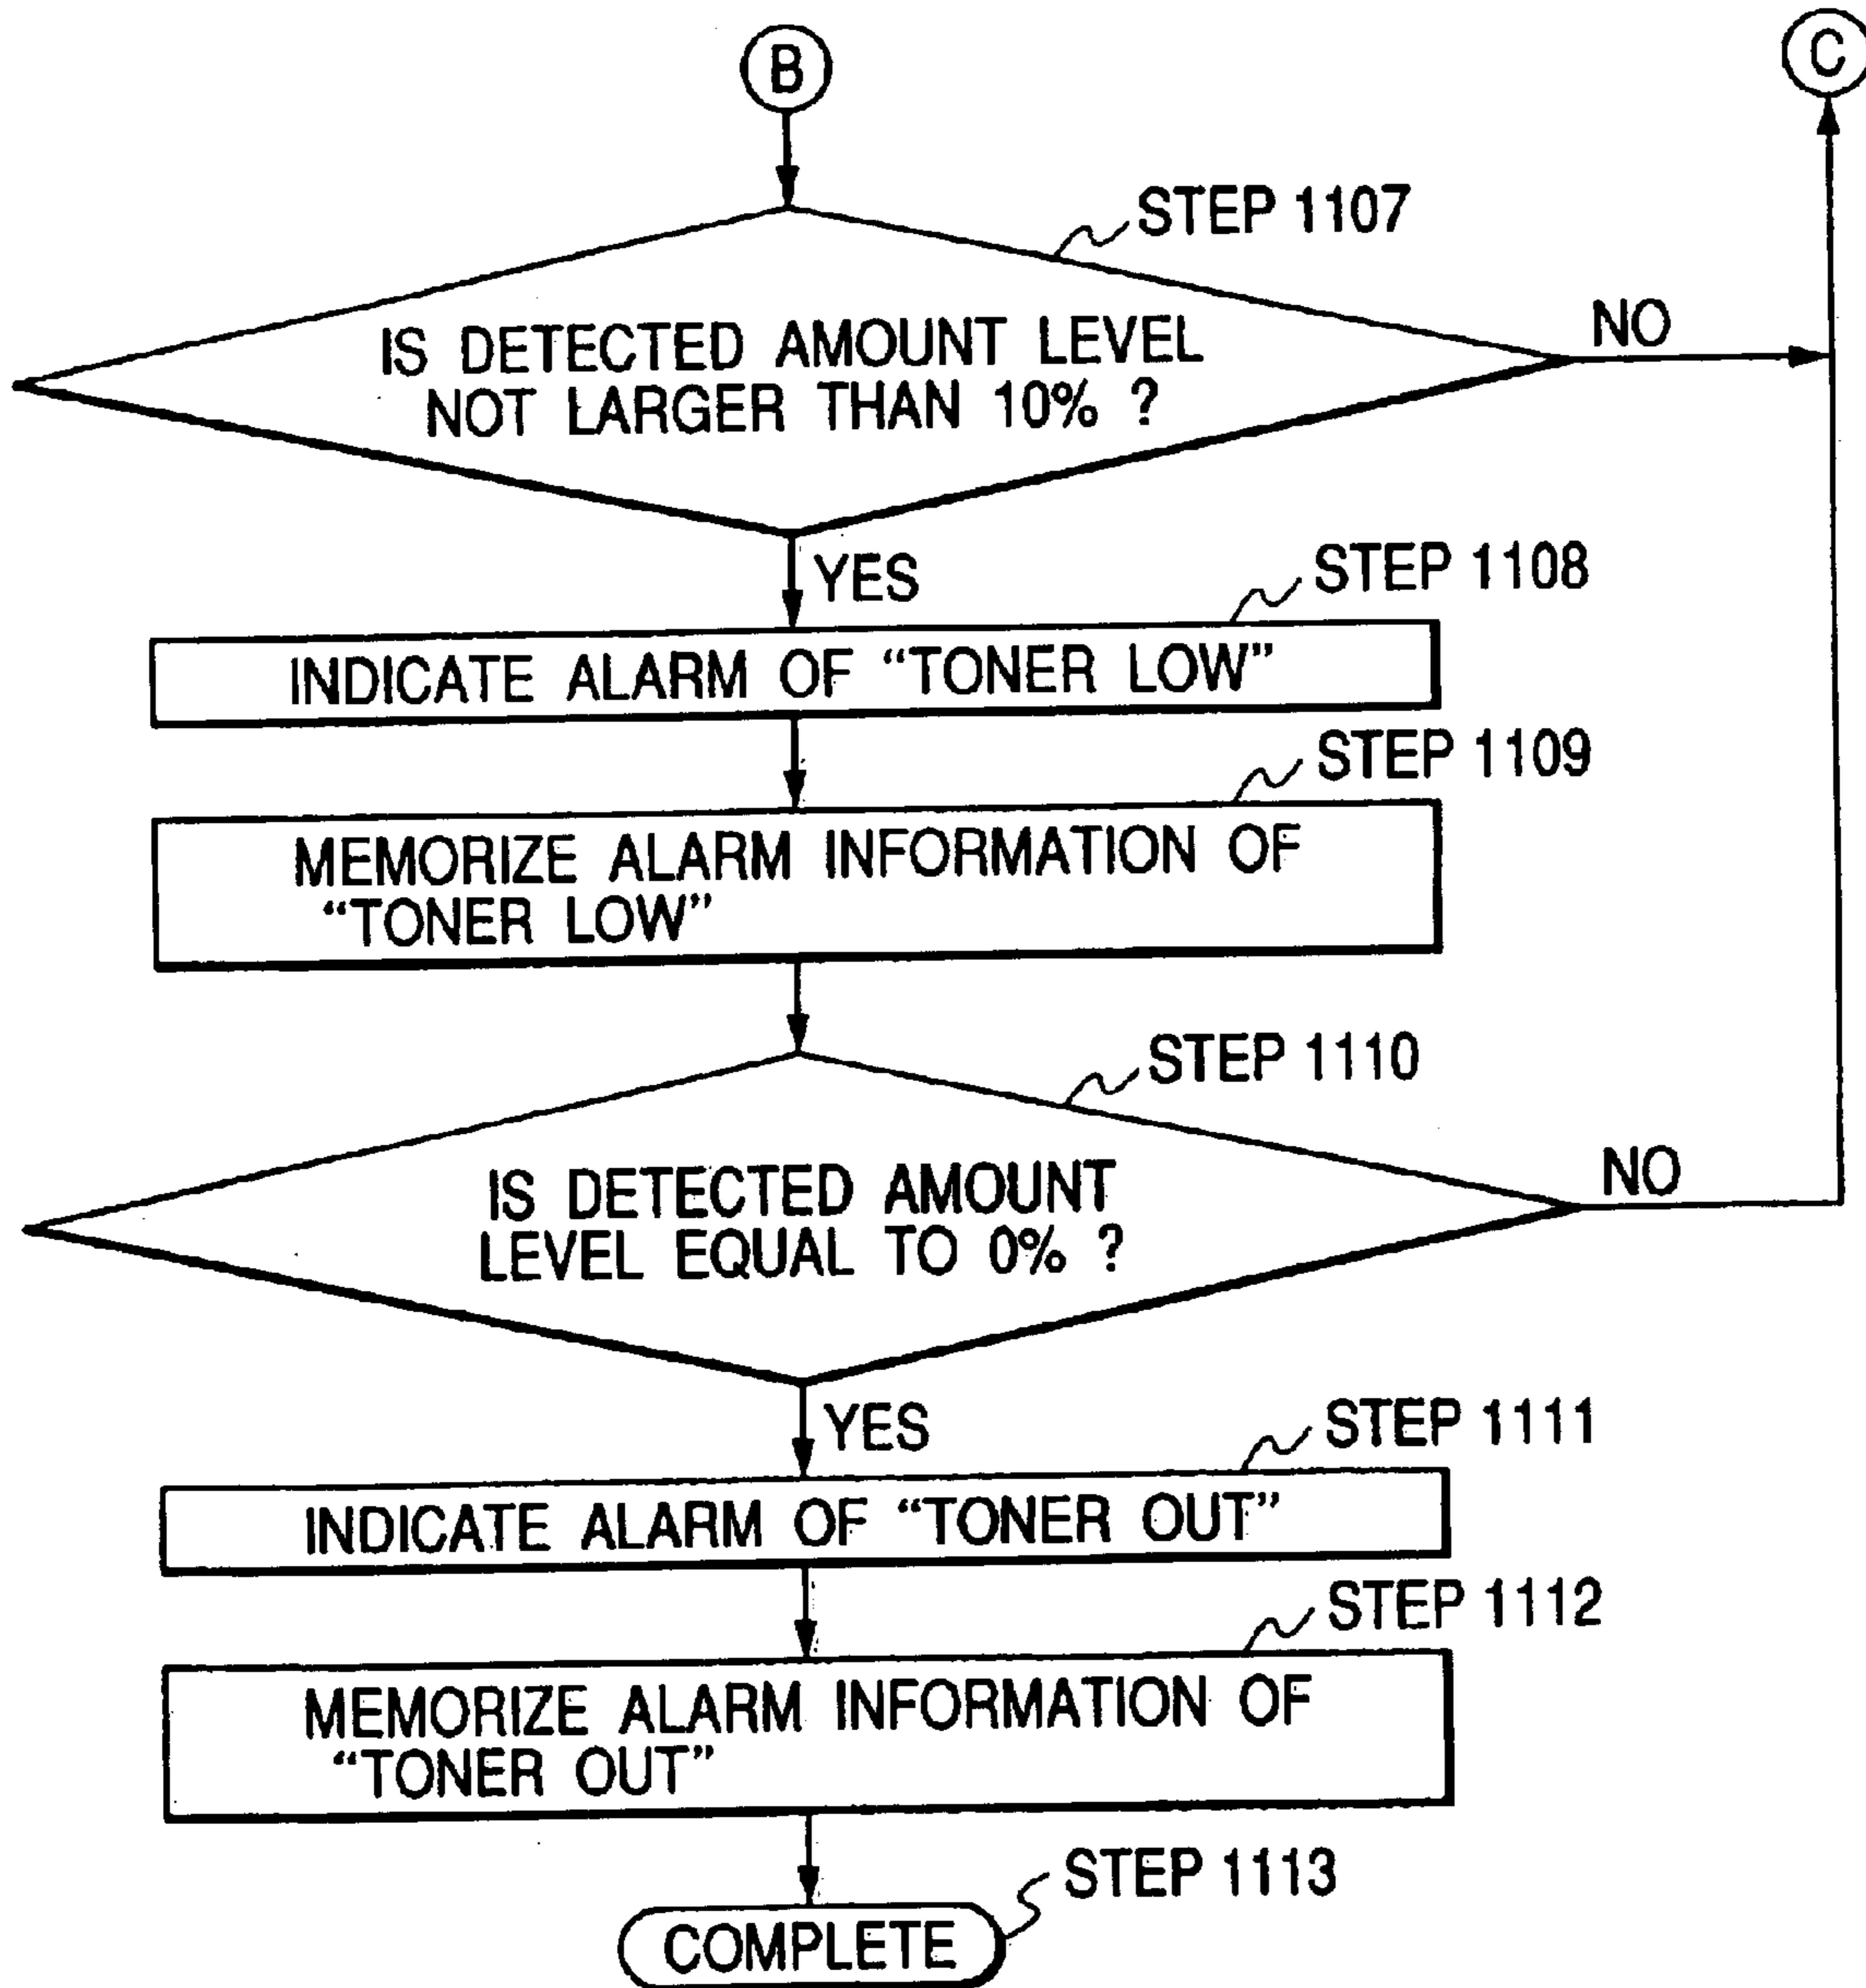 B
C
STEP 1107
IS DETECTED AMOUNT LEVEL
NOT LARGER THAN 10% ?
NO
YES
STEP 1108
INDICATE ALARM OF “TONER LOW”
STEP 1109
MEMORIZE ALARM INFORMATION OF
“TONER LOW”
STEP 1110
IS DETECTED AMOUNT
LEVEL EQUAL TO 0% ?
NO
YES
STEP 1111
INDICATE ALARM OF “TONER OUT”
STEP 1112
MEMORIZE ALARM INFORMATION OF
“TONER OUT”
STEP 1113
COMPLETE